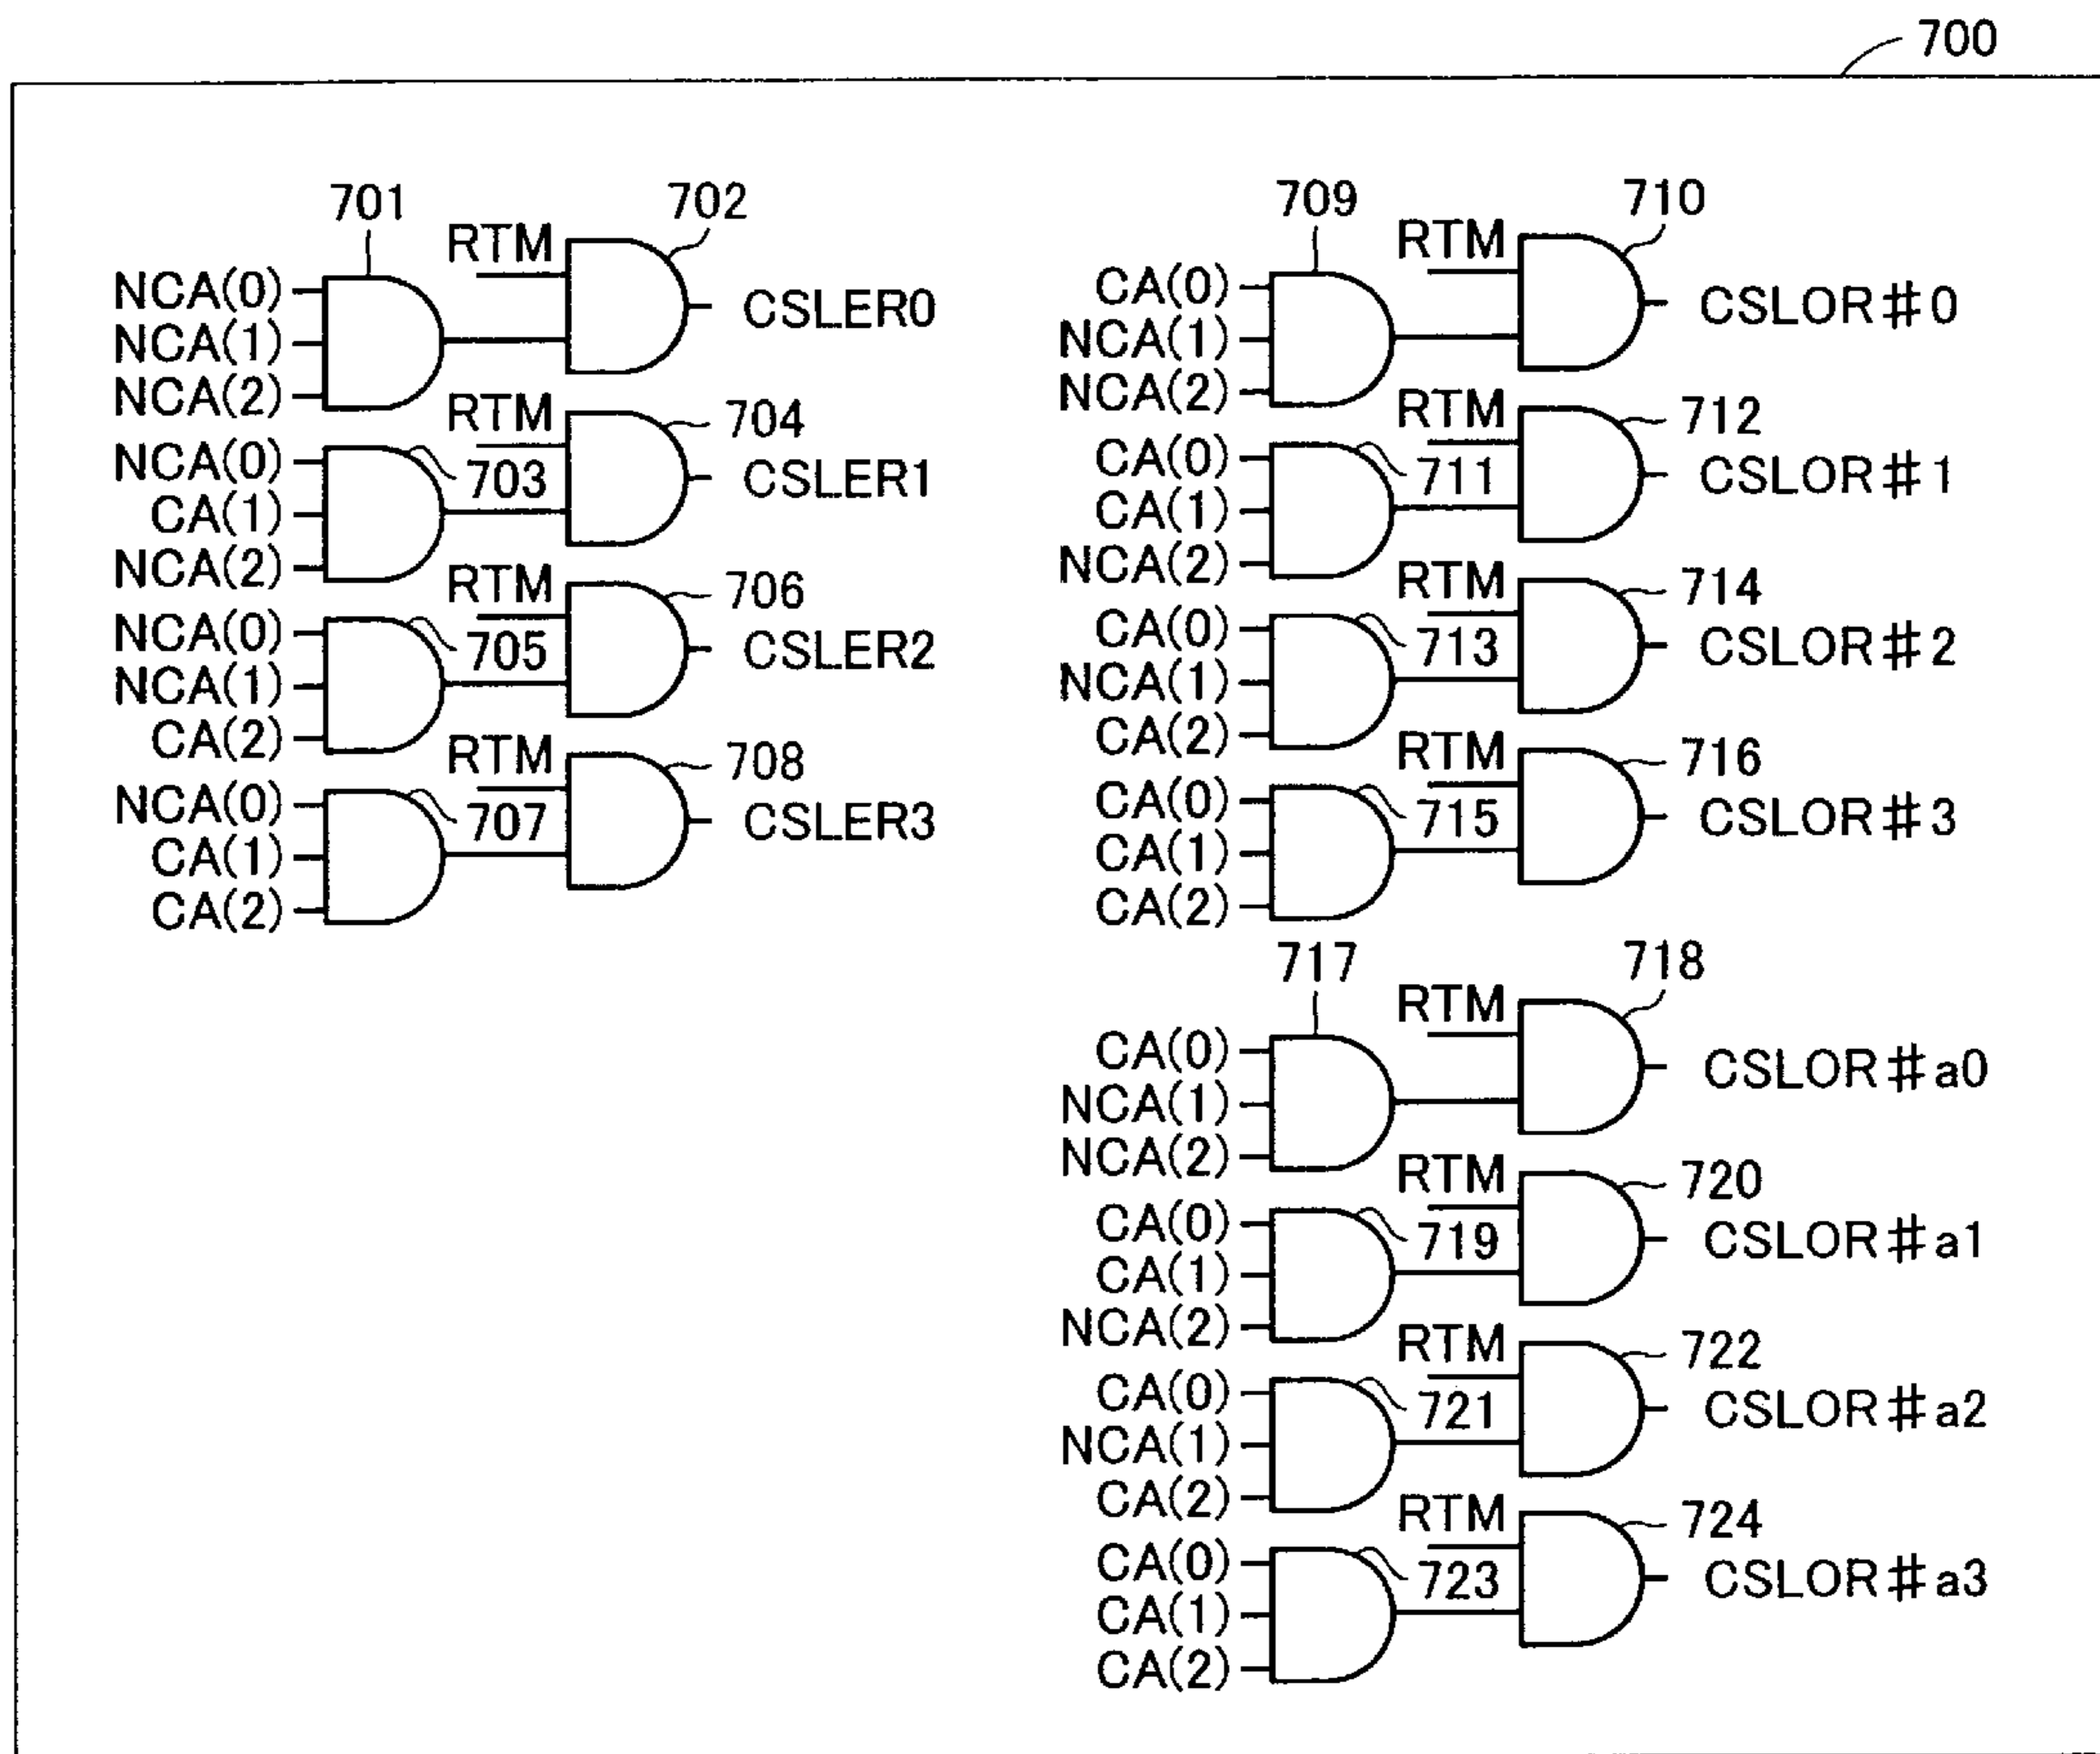 700
701
702
RTM
NCA(0)
NCA(1)
NCA(2)
CSLER0
RTM
704
NCA(0)
703
CA(1)
NCA(2)
CSLER1
RTM
706
NCA(0)
705
NCA(1)
CA(2)
CSLER2
RTM
708
NCA(0)
707
CA(1)
CA(2)
CSLER3
709
710
RTM
CA(0)
NCA(1)
NCA(2)
CSLOR#0
RTM
712
CA(0)
711
CA(1)
NCA(2)
CSLOR#1
RTM
714
CA(0)
713
NCA(1)
CA(2)
CSLOR#2
RTM
716
CA(0)
715
CA(1)
CA(2)
CSLOR#3
717
718
RTM
CA(0)
NCA(1)
NCA(2)
CSLOR#a0
RTM
720
CA(0)
719
CA(1)
NCA(2)
CSLOR#a1
RTM
722
CA(0)
721
NCA(1)
CA(2)
CSLOR#a2
RTM
724
CA(0)
723
CA(1)
CA(2)
CSLOR#a3